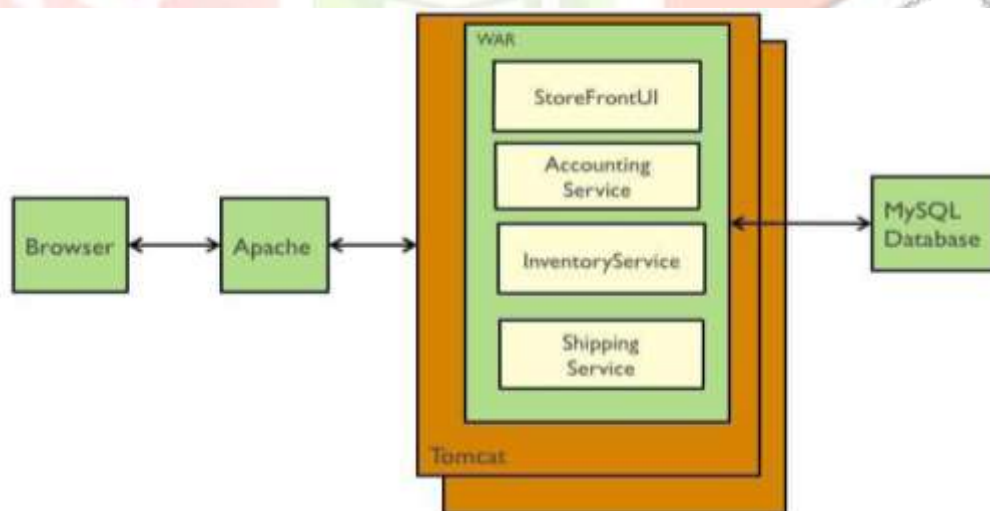 WAR
StoreFrontUI
Accounting
Service
InventoryService
Shipping
Service
Tomcat
Browser
Apache
MySQL
Database